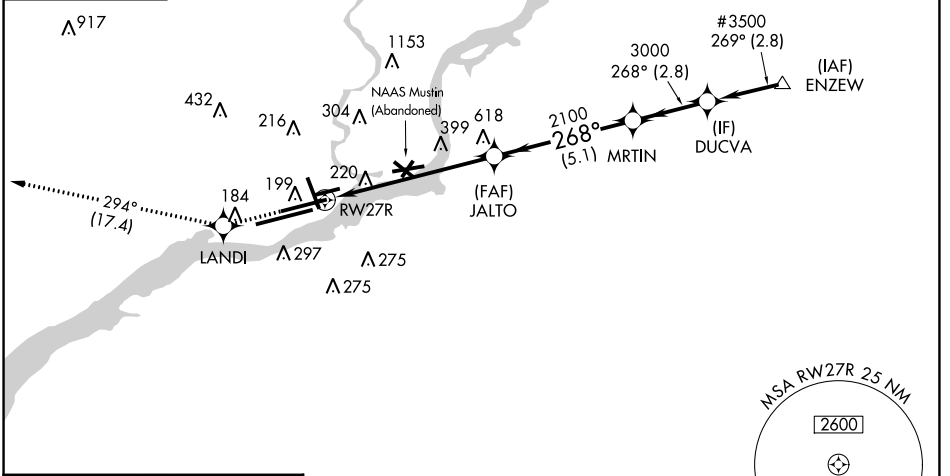 917
1153
#3500
269° (2.8)
3000
268° (2.8)
(IAF)
ENZEW
NAAS Mustin
(Abandoned)
432
304
618
2100
216
399
268°
(5.1)
MRTIN
(IF)
DUCVA
220
(FAF)
JALTO
199
184
RW27R
294°
(17.4)
LANDI
297
275
275
MSA RW27R 25 NM
2600